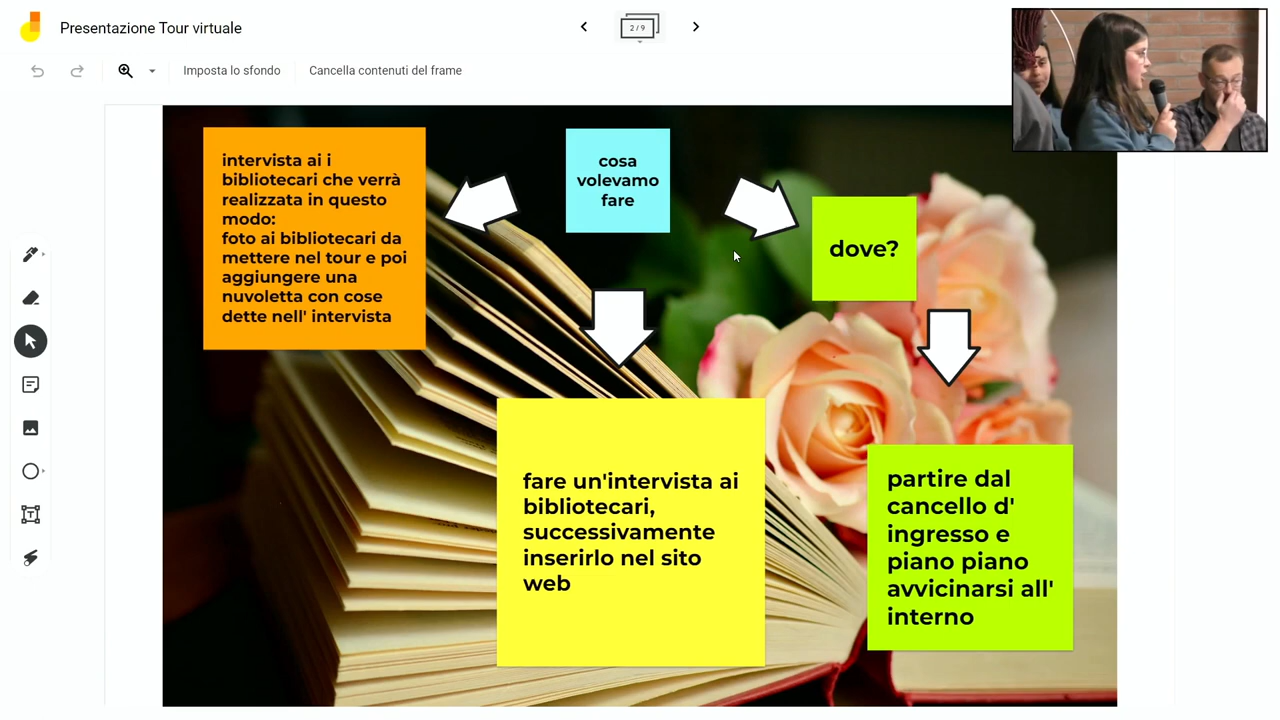 Presentazione Tour virtuale
2/9
Imposta lo sfondo
Cancella contenuti del frame
intervista ai i
bibliotecari che verrà
realizzata in questo
modo:
foto ai bibliotecari da
mettere nel tour e poi
aggiungere una
nuvoletta con cose
dette nell' intervista
cosa
volevamo
fare
dove?
fare un'intervista ai
bibliotecari,
successivamente
inserirlo nel sito
web
partire dal
cancello d'
ingresso e
piano piano
avvicinarsi all'
interno